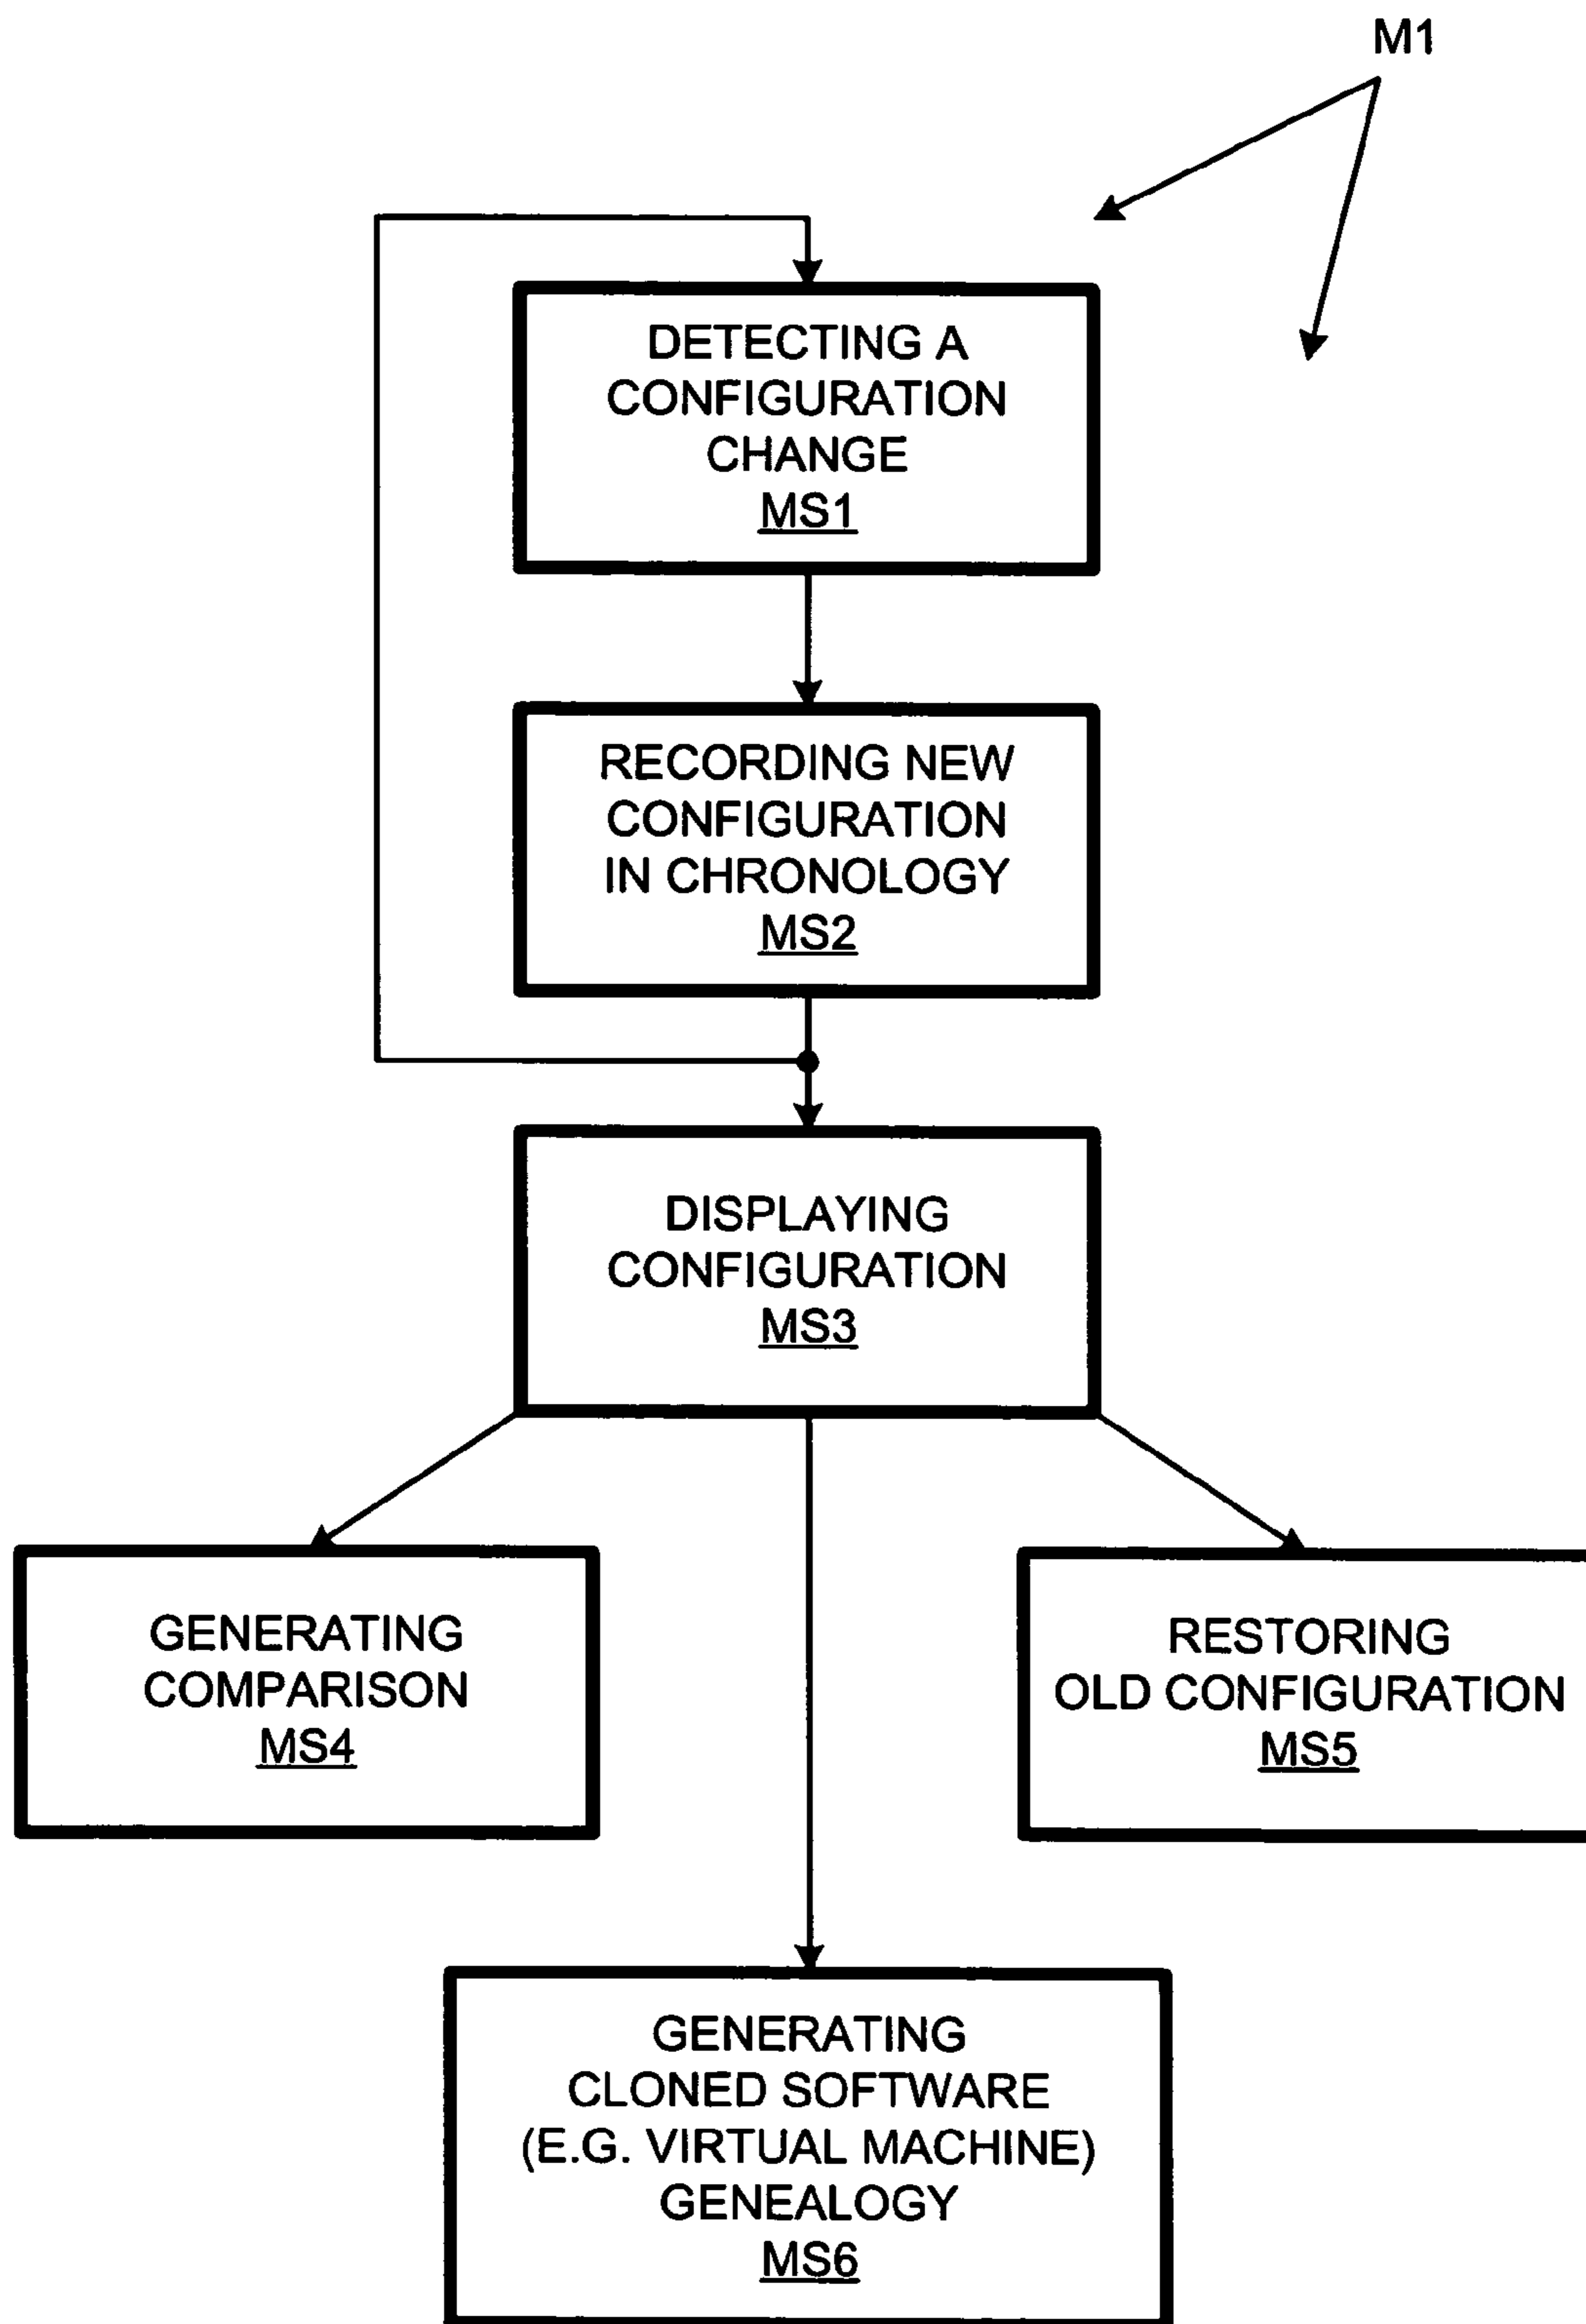 M1
DETECTING A
CONFIGURATION
CHANGE
MS1
RECORDING NEW
CONFIGURATION
IN CHRONOLOGY
MS2
DISPLAYING
CONFIGURATION
MS3
GENERATING
COMPARISON
MS4
RESTORING
OLD CONFIGURATION
MS5
GENERATING
CLONED SOFTWARE
(E.G. VIRTUAL MACHINE)
GENEALOGY
MS6